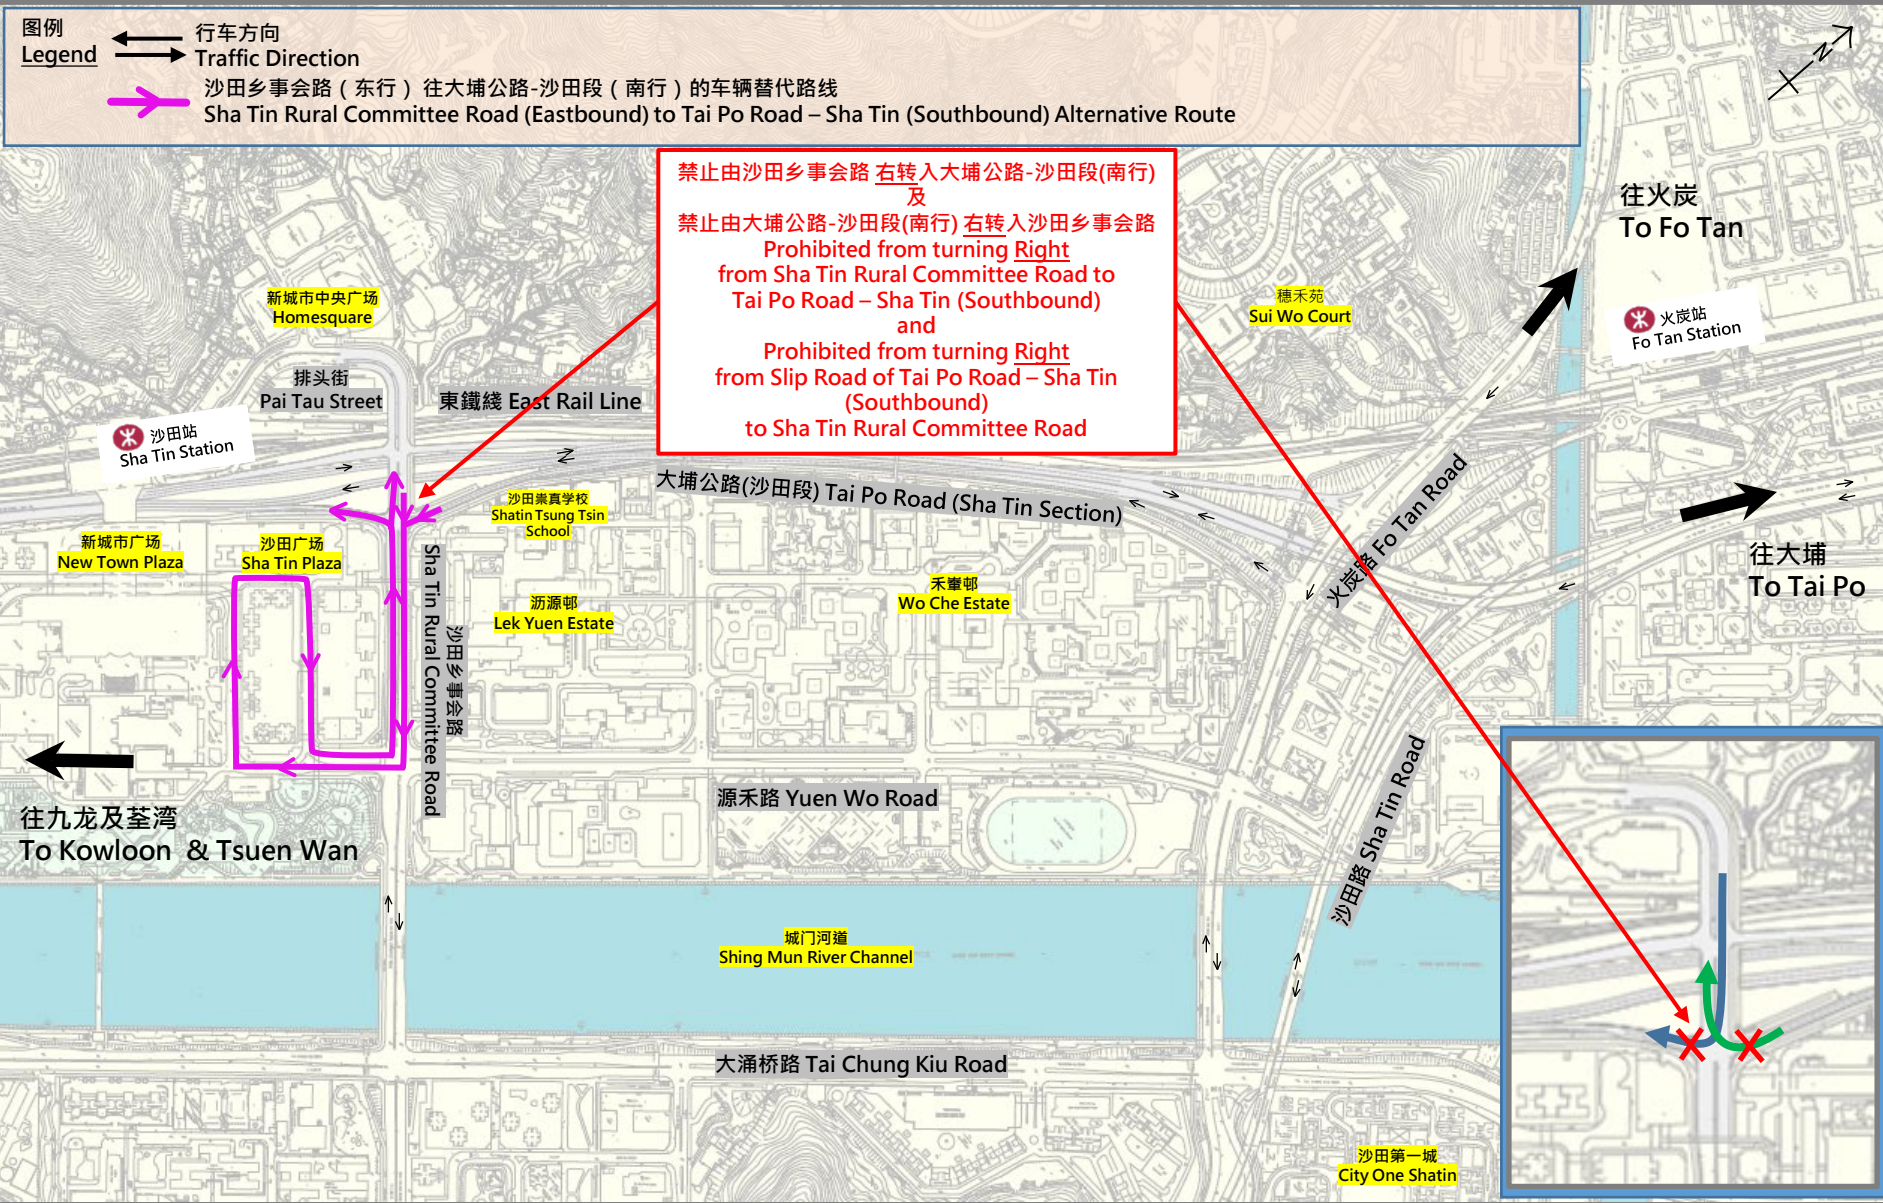 图例
Legend
行车方向
Traffic Direction
沙田乡事会路（东行）往大埔公路-沙田段（南行）的车辆替代路线
Sha Tin Rural Committee Road (Eastbound) to Tai Po Road – Sha Tin (Southbound) Alternative Route
N
禁止由沙田乡事会路 右转入大埔公路-沙田段(南行)
及
禁止由大埔公路-沙田段(南行) 右转入沙田乡事会路
Prohibited from turning Right
from Sha Tin Rural Committee Road to
Tai Po Road – Sha Tin (Southbound)
and
Prohibited from turning Right
from Slip Road of Tai Po Road – Sha Tin
(Southbound)
to Sha Tin Rural Committee Road
往火炭
To Fo Tan
新城市中央广场
Homesquare
穗禾苑
Sui Wo Court
火炭站
Fo Tan Station
排头街
Pai Tau Street
東鐵綫 East Rail Line
沙田站
Sha Tin Station
大埔公路(沙田段) Tai Po Road (Sha Tin Section)
火炭路 Fo Tan Road
沙田崇真学校
Shatin Tsung Tsin
School
新城市广场
New Town Plaza
沙田广场
Sha Tin Plaza
往大埔
To Tai Po
沥源邨
Lek Yuen Estate
禾輋邨
Wo Che Estate
沙田乡事会路
Sha Tin Rural Committee Road
往九龙及荃湾
To Kowloon & Tsuen Wan
源禾路 Yuen Wo Road
沙田路 Sha Tin Road
城门河道
Shing Mun River Channel
大涌桥路 Tai Chung Kiu Road
沙田第一城
City One Shatin